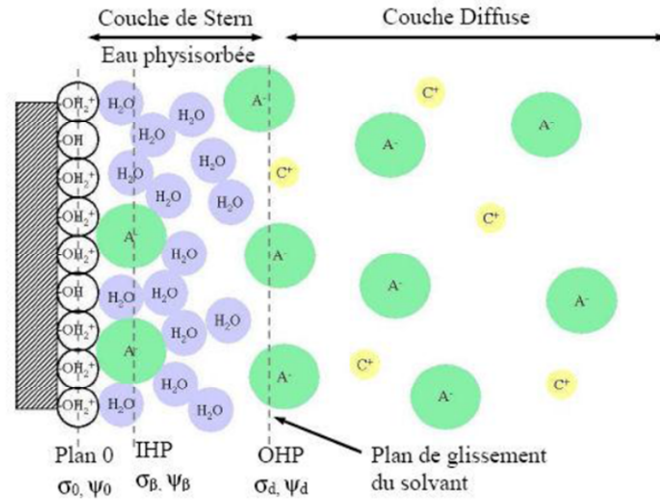 Couche de Stern
Couche Diffuse
Eau physisorbée
-OH₂⁺ H₂O H₂O A⁻ C⁺
-OH H₂O A⁻ A⁻
-OH₂⁺ H₂O H₂O C⁺
-OH₂⁺ H₂O H₂O C⁺
-OH₂⁺ A⁻ H₂O A⁻
-OH H₂O H₂O A⁻ A⁻
-OH₂⁺ H₂O H₂O
-OH₂⁺ A⁻ H₂O A⁻ C⁺ C⁺
-OH₂⁺ H₂O H₂O A⁻
Plan 0 IHP OHP Plan de glissement
σ₀, ψ₀ σᵦ, ψᵦ σd, ψd du solvant